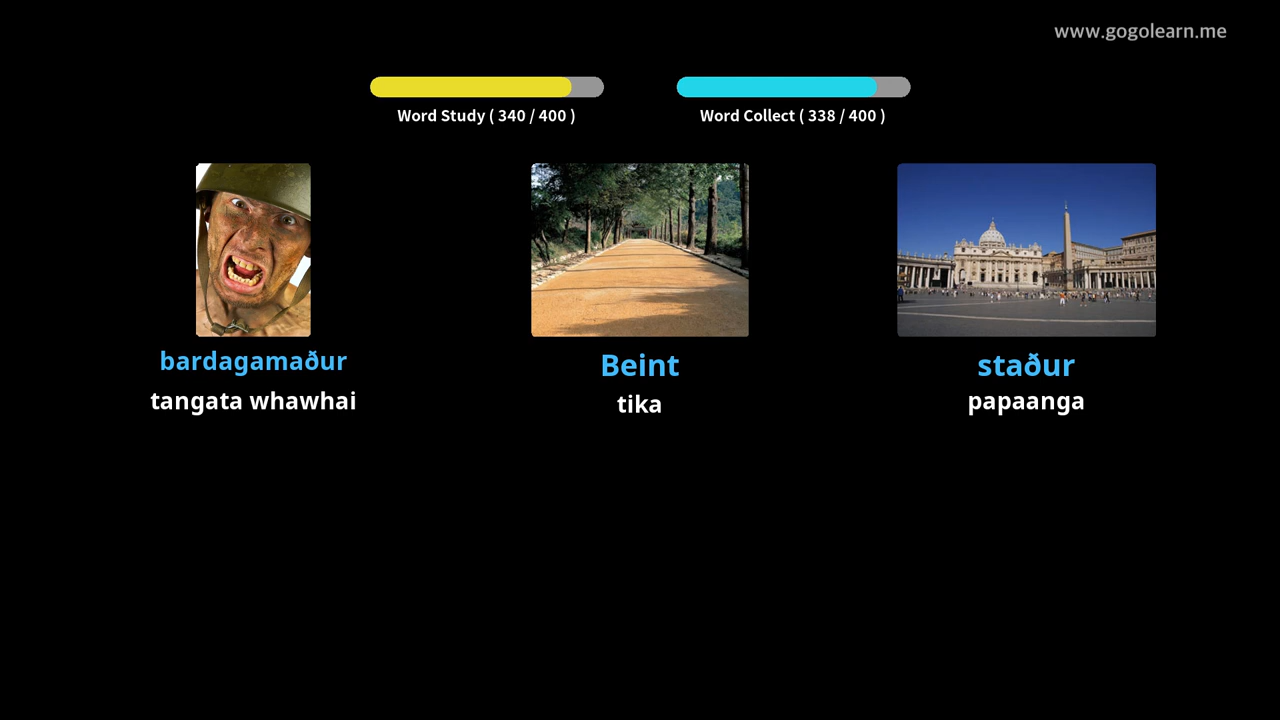 www.gogolearn.me
Word Study ( 340 / 400 )
Word Collect ( 338 / 400 )
bardagamaður
tangata whawhai
Beint
tika
staður
papaanga